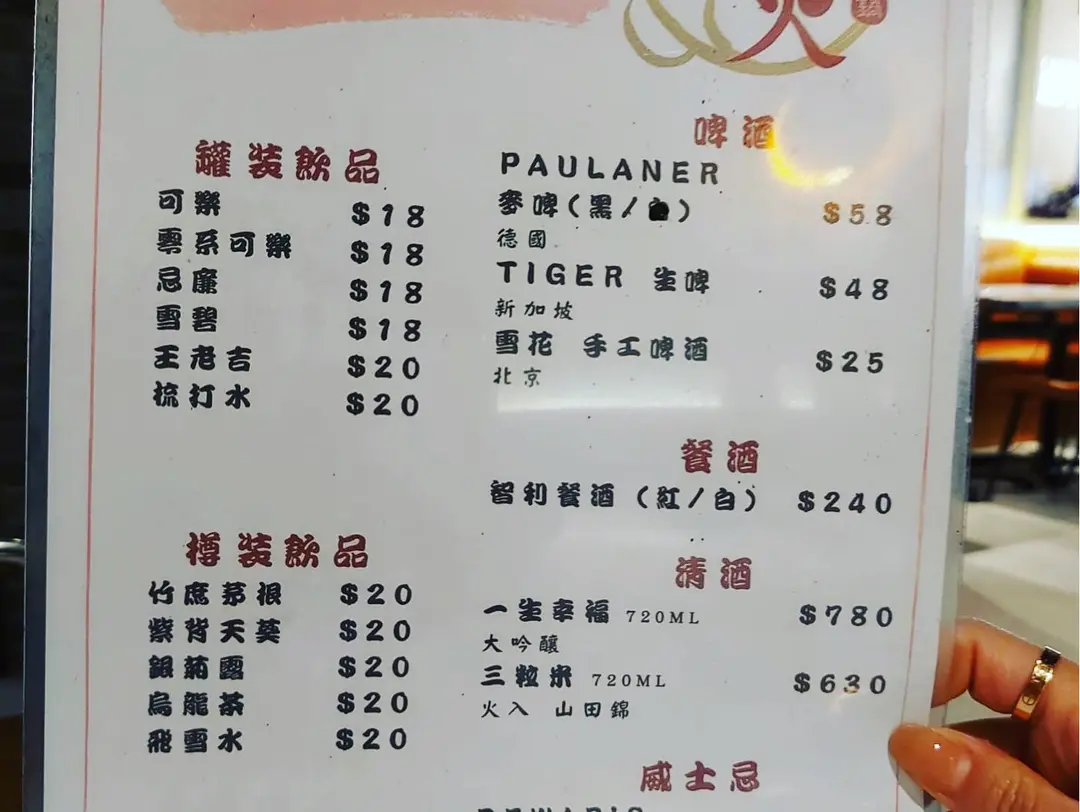 火
罐裝飲品
可樂 $18
零系可樂 $18
忌廉 $18
雪碧 $18
王老吉 $20
梳打水 $20
樽裝飲品
竹蔗茅根 $20
紫背天葵 $20
銀菊露 $20
烏龍茶 $20
飛雪水 $20
啤酒
PAULANER
麥啤(黑/白) $58
德國
TIGER 生啤 $48
新加坡
雪花 手工啤酒 $25
北京
餐酒
智利餐酒 (紅/白) $240
清酒
一生幸福 720ML $780
大吟釀
三粒米 720ML $630
火入 山田錦
威士忌